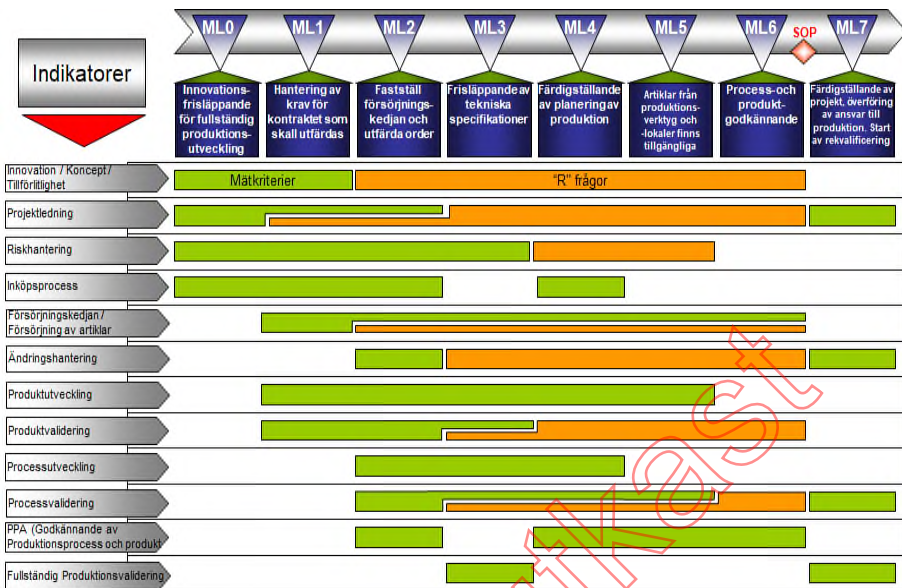 ML0
ML1
ML2
ML3
ML4
ML5
ML6
SOP
ML7
Indikatorer
Innovations-
frisläppande
för fullständig
produktions-
utveckling
Hantering av
krav för
kontraktet som
skall utfärdas
Fastställ
försörjnings-
kedjan och
utfärda order
Frisläppande av
tekniska
specifikationer
Färdigställande
av planering av
produktion
Artiklar från
produktions-
verktyg och
-lokaler finns
tillgängliga
Process-och
produkt-
godkännande
Färdigställande av
projekt, överföring
av ansvar till
produktion. Start
av rekvalificering
Innovation / Koncept /
Tillförlitlighet
Mätkriterier
"R" frågor
Projektledning
Riskhantering
Inköpsprocess
Försörjningskedjan /
Försörjning av artiklar
Ändringshantering
Produktutveckling
Produktvalidering
Processutveckling
Processvalidering
PPA (Godkännande av
Produktionsprocess och produkt
Fullständig Produktionsvalidering